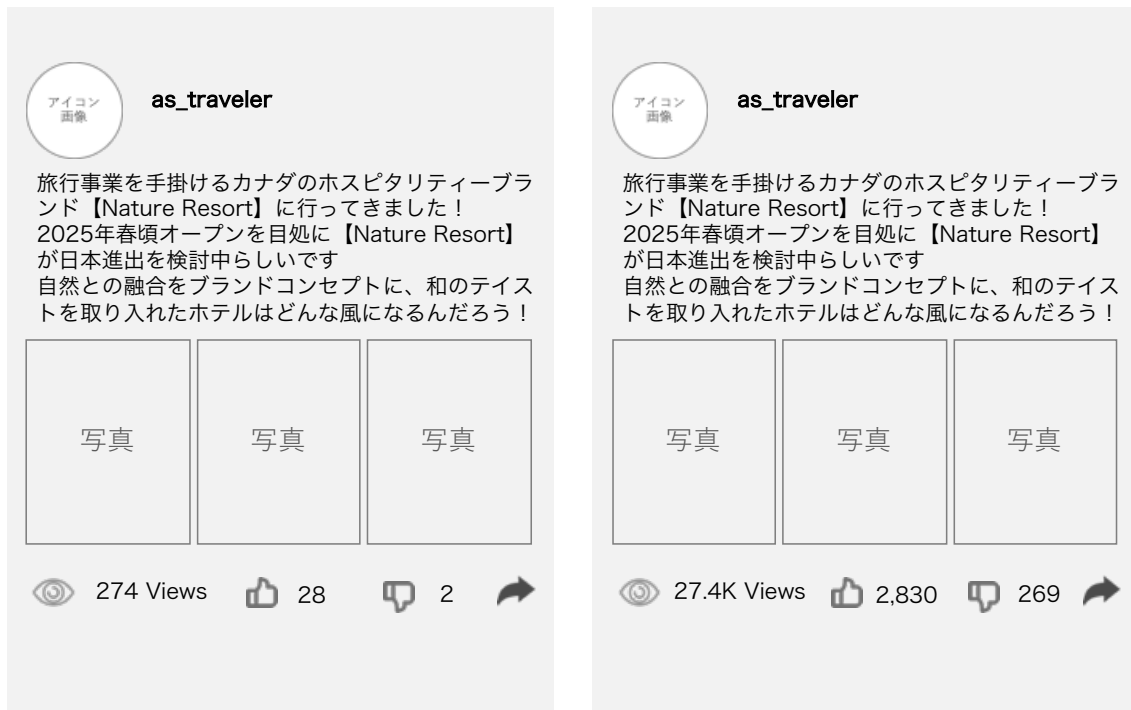 アイコン
画像
as_traveler
旅行事業を手掛けるカナダのホスピタリティーブラ
ンド【Nature Resort】に行ってきました！
2025年春頃オープンを目処に【Nature Resort】
が日本進出を検討中らしいです
自然との融合をブランドコンセプトに、和のテイス
トを取り入れたホテルはどんな風になるんだろう！
写真
写真
写真
274 Views
28
2
アイコン
画像
as_traveler
旅行事業を手掛けるカナダのホスピタリティーブラ
ンド【Nature Resort】に行ってきました！
2025年春頃オープンを目処に【Nature Resort】
が日本進出を検討中らしいです
自然との融合をブランドコンセプトに、和のテイス
トを取り入れたホテルはどんな風になるんだろう！
写真
写真
写真
27.4K Views
2,830
269